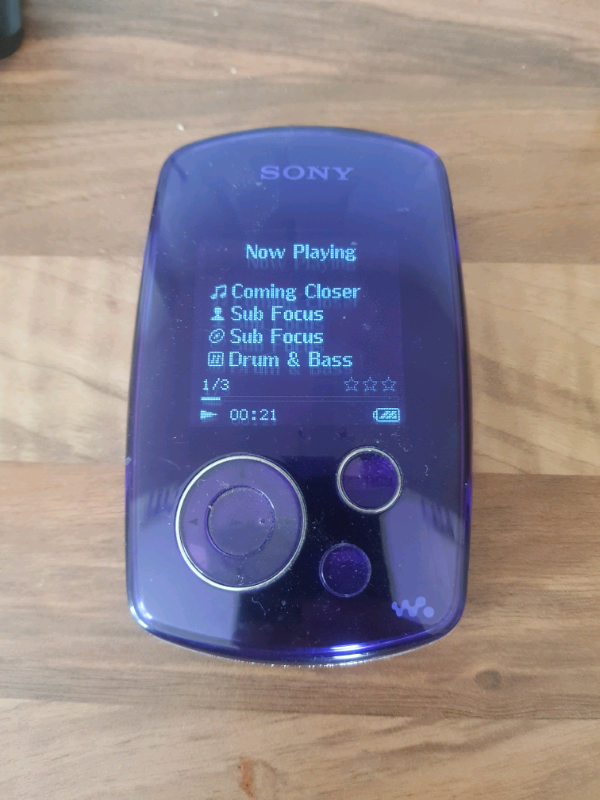 SONY
Now Playing
Coming Closer
Sub Focus
Sub Focus
Drum & Bass
1/3
00:21